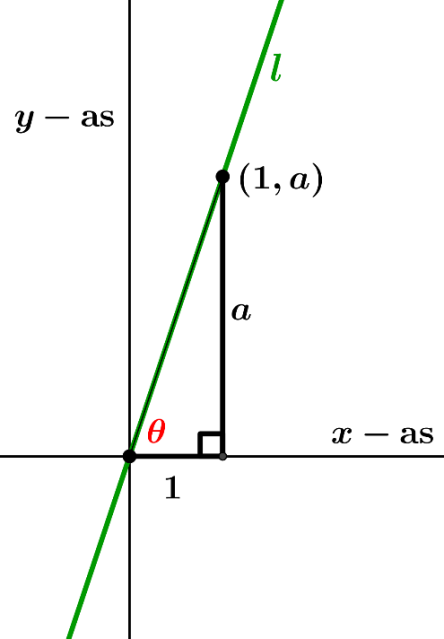 l
y − as
(1, a)
a
θ
x − as
1